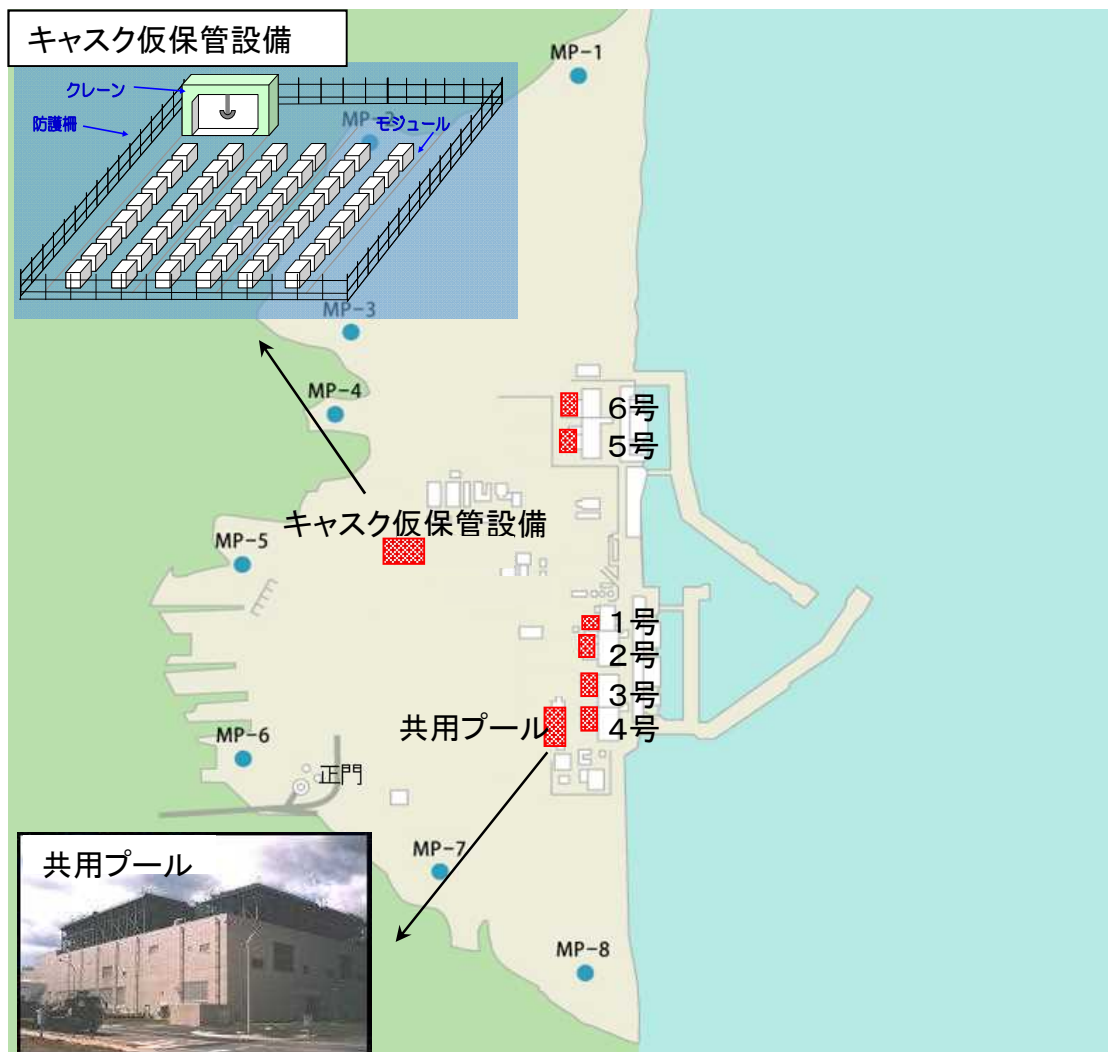 キャスク仮保管設備
クレーン
防護柵
モジュール
MP-1
MP-2
MP-3
MP-4
6号
5号
キャスク仮保管設備
MP-5
1号
2号
3号
共用プール
4号
MP-6
正門
共用プール
MP-7
MP-8